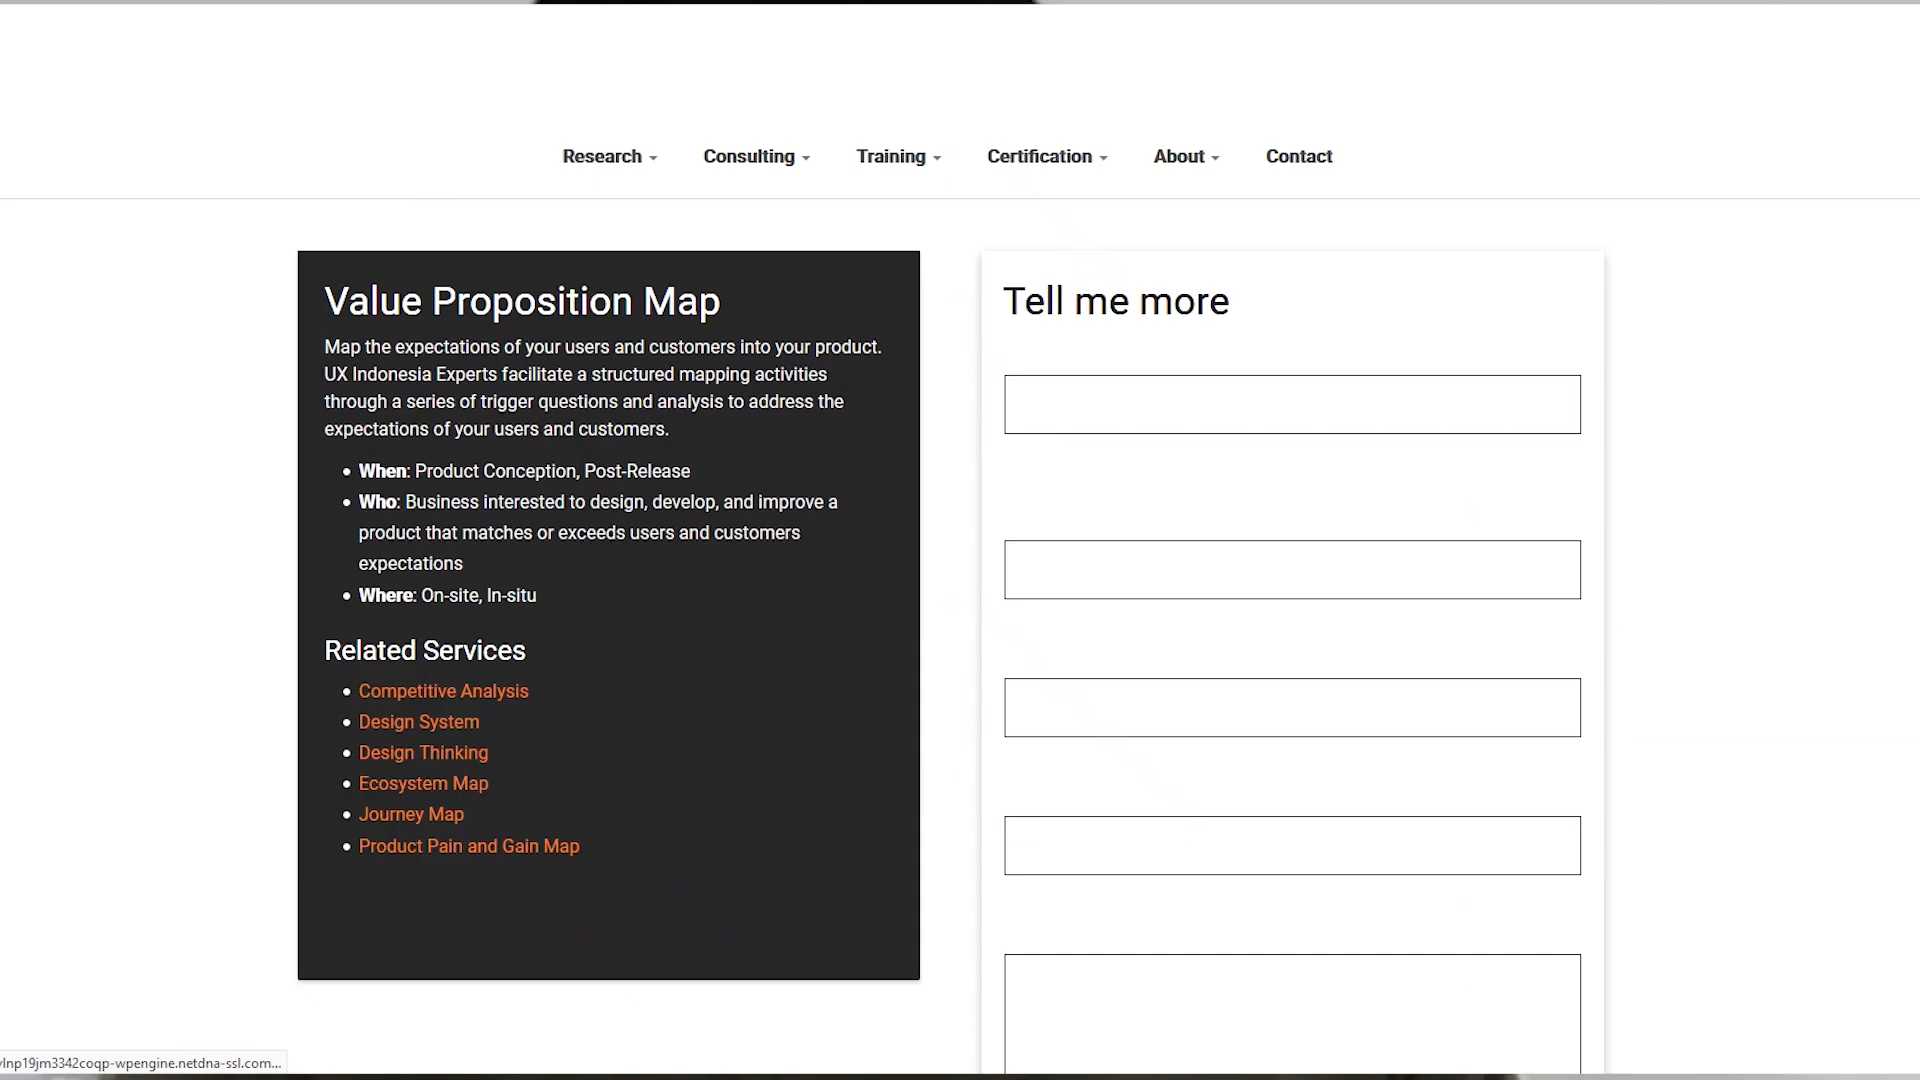 Research
Consulting
Training
Certification
About
Contact
Value Proposition Map
Map the expectations of your users and customers into your product.
UX Indonesia Experts facilitate a structured mapping activities
through a series of trigger questions and analysis to address the
expectations of your users and customers.
When: Product Conception, Post-Release
Who: Business interested to design, develop, and improve a
product that matches or exceeds users and customers
expectations
Where: On-site, In-situ
Related Services
Competitive Analysis
Design System
Design Thinking
Ecosystem Map
Journey Map
Product Pain and Gain Map
Tell me more
lnp19jm3342coqp-wpengine.netdna-ssl.com...